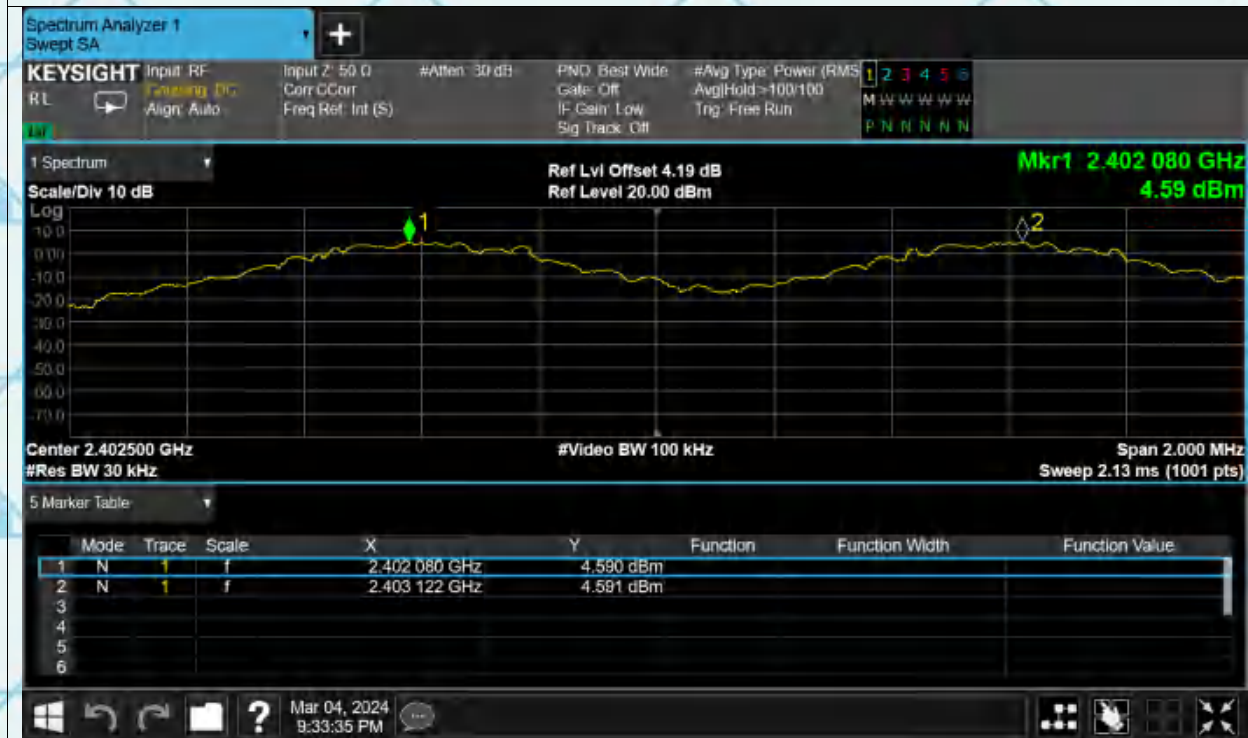 Spectrum Analyzer 1
Swept SA
+
KEYSIGHT
RL
Input: RF
Coupling: DC
Align: Auto
Input Z: 50 Ω
Corr CCorr
Freq Ref: Int (S)
#Atten: 30 dB
PNO: Best Wide
Gate: Off
IF Gain: Low
Sig Track: Off
#Avg Type: Power (RMS
Avg|Hold:>100/100
Trig: Free Run
1 2 3 4 5 6
M W W W W W
P N N N N N
1 Spectrum
Scale/Div 10 dB
Ref Lvl Offset 4.19 dB
Ref Level 20.00 dBm
Mkr1 2.402 080 GHz
4.59 dBm
Log
10.0
0.00
-10.0
-20.0
-30.0
-40.0
-50.0
-60.0
-70.0
1
2
Center 2.402500 GHz
#Res BW 30 kHz
#Video BW 100 kHz
Span 2.000 MHz
Sweep 2.13 ms (1001 pts)
5 Marker Table
Mode Trace Scale X Y Function Function Width Function Value
1 N 1 f 2.402 080 GHz 4.590 dBm
2 N 1 f 2.403 122 GHz 4.591 dBm
3
4
5
6
?
Mar 04, 2024
9:33:35 PM